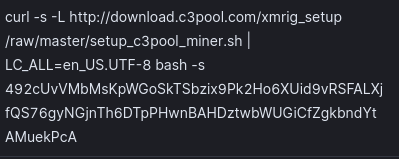 curl -s -L http://download.c3pool.com/xmrig_setup
/raw/master/setup_c3pool_miner.sh |
LC_ALL=en_US.UTF-8 bash -s
492cUvVMbMsKpWGoSkTSbzix9Pk2Ho6XUid9vRSFALXj
fQS76gyNGjnTh6DTpPHwnBAHDztwbWUGiCfZgkbndYt
AMuekPcA